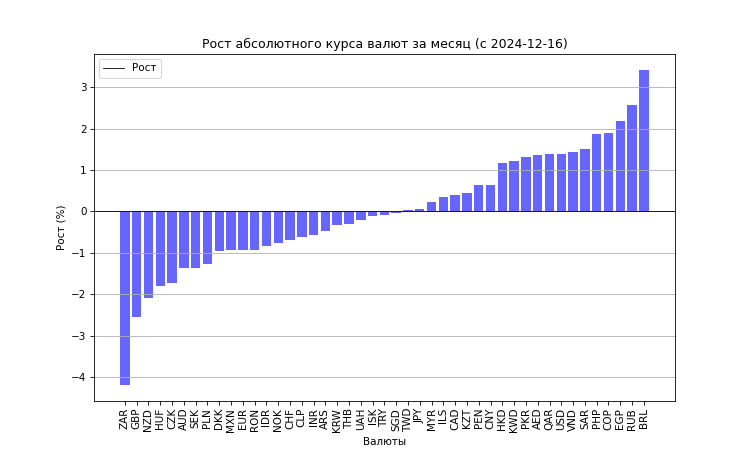 Рост абсолютного курса валют за месяц (с 2024-12-16)
Рост
3
2
1
0
−1
−2
−3
−4
Рост (%)
ZAR GBP NZD HUF CZK AUD SEK PLN DKK MXN EUR RON IDR NOK CHF CLP INR ARS KRW THB UAH ISK TRY SGD TWD JPY MYR ILS CAD KZT PEN CNY HKD KWD PKR AED QAR USD VND SAR PHP COP EGP RUB BRL
Валюты